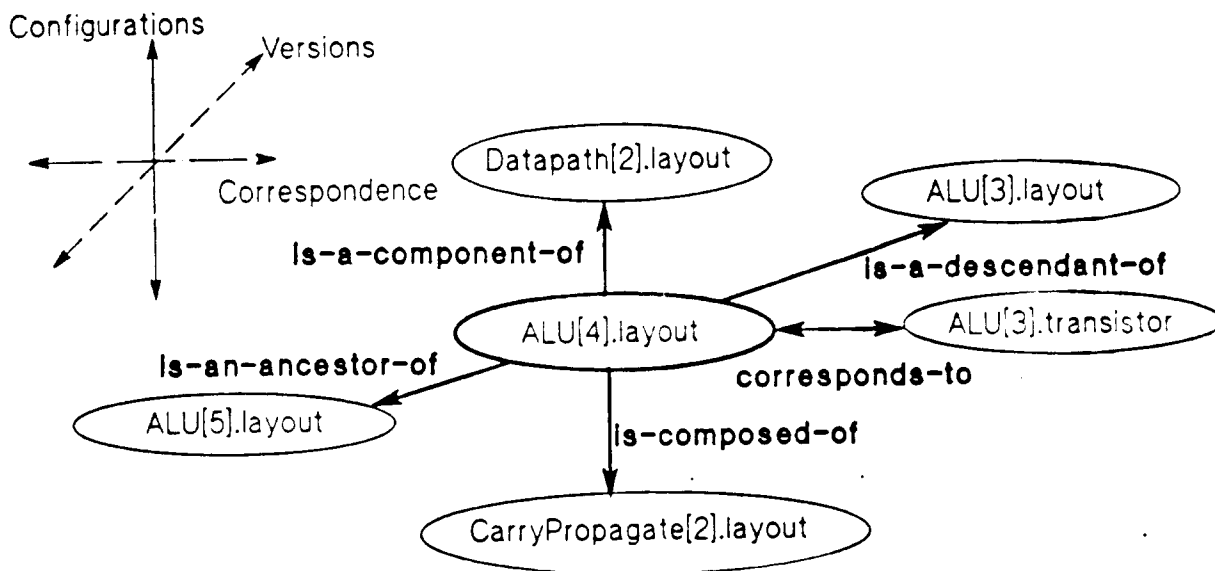 Configurations
Versions
Correspondence
Datapath[2].layout
ALU[3].layout
is-a-component-of
is-a-descendant-of
ALU[4].layout
ALU[3].transistor
is-an-ancestor-of
corresponds-to
ALU[5].layout
is-composed-of
CarryPropagate[2].layout